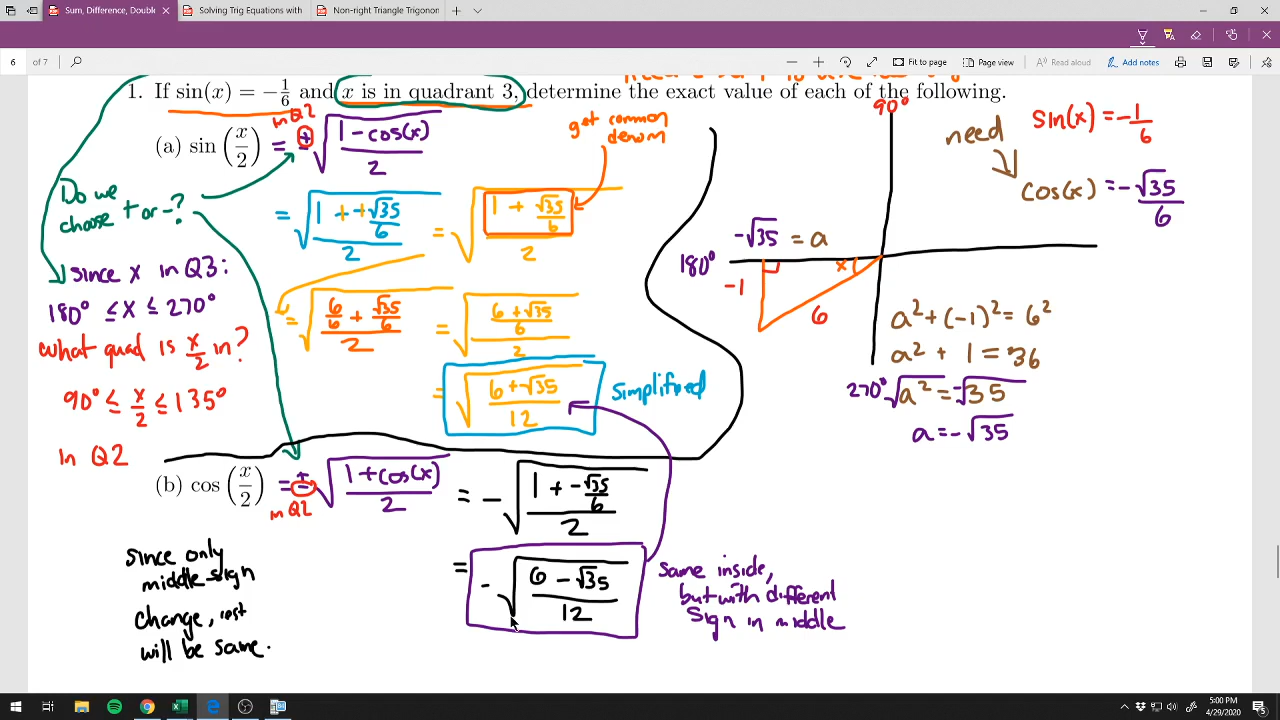 Sum, Difference, Double
Solving Trig Equations with
Non-right Triangle Trigonom
6 of 7
Fit to page
Page view
Read aloud
Add notes
1. If sin(x) = −1/6 and x is in quadrant 3, determine the exact value of each of the following.
in Q2
(a) sin (x/2) = ± √((1 - cos(x))/2)
get common
denom
Do we
choose + or -?
= √((1 + + √35/6)/2) = √((1 + √35/6)/2)
since x in Q3:
180° ≤ x ≤ 270°
= √((6/6 + √35/6)/2) = √(((6 + √35)/6)/2)
what quad is x/2 in?
90° ≤ x/2 ≤ 135°
= √((6 + √35)/12)
simplified
In Q2
(b) cos (x/2) = ± √((1 + cos(x))/2) = - √((1 + - √35/6)/2)
in Q2
since only
middle sign
change, rest
will be same.
= - √((6 - √35)/12)
Same inside,
but with different
sign in middle
90°
need
sin(x) = -1/6
cos(x) = -√35/6
-√35 = a
180°
x
-1
6
a² + (-1)² = 6²
a² + 1 = 36
270°
√a² = -√35
a = -√35
5:00 PM
4/29/2020